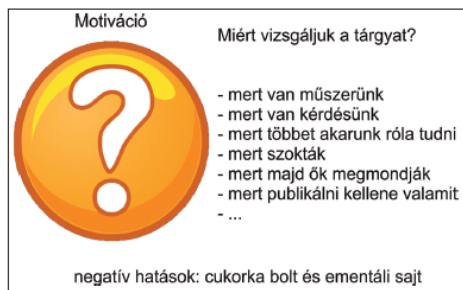 Motiváció
Miért vizsgáljuk a tárgyat?
- mert van műszerünk
- mert van kérdésünk
- mert többet akarunk róla tudni
- mert szokták
- mert majd ők megmondják
- mert publikálni kellene valamit
- ...
negatív hatások: cukorka bolt és ementáli sajt